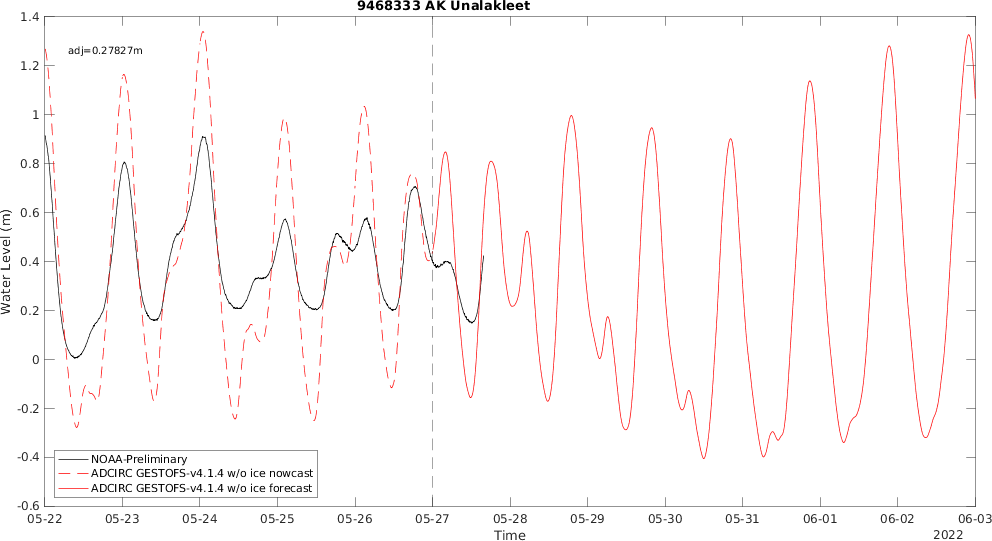 9468333 AK Unalakleet
adj=0.27827m
1.4
1.2
1
0.8
0.6
0.4
0.2
0
-0.2
-0.4
-0.6
Water Level (m)
NOAA-Preliminary
ADCIRC GESTOFS-v4.1.4 w/o ice nowcast
ADCIRC GESTOFS-v4.1.4 w/o ice forecast
05-22 05-23 05-24 05-25 05-26 05-27 05-28 05-29 05-30 05-31 06-01 06-02 06-03
Time
2022